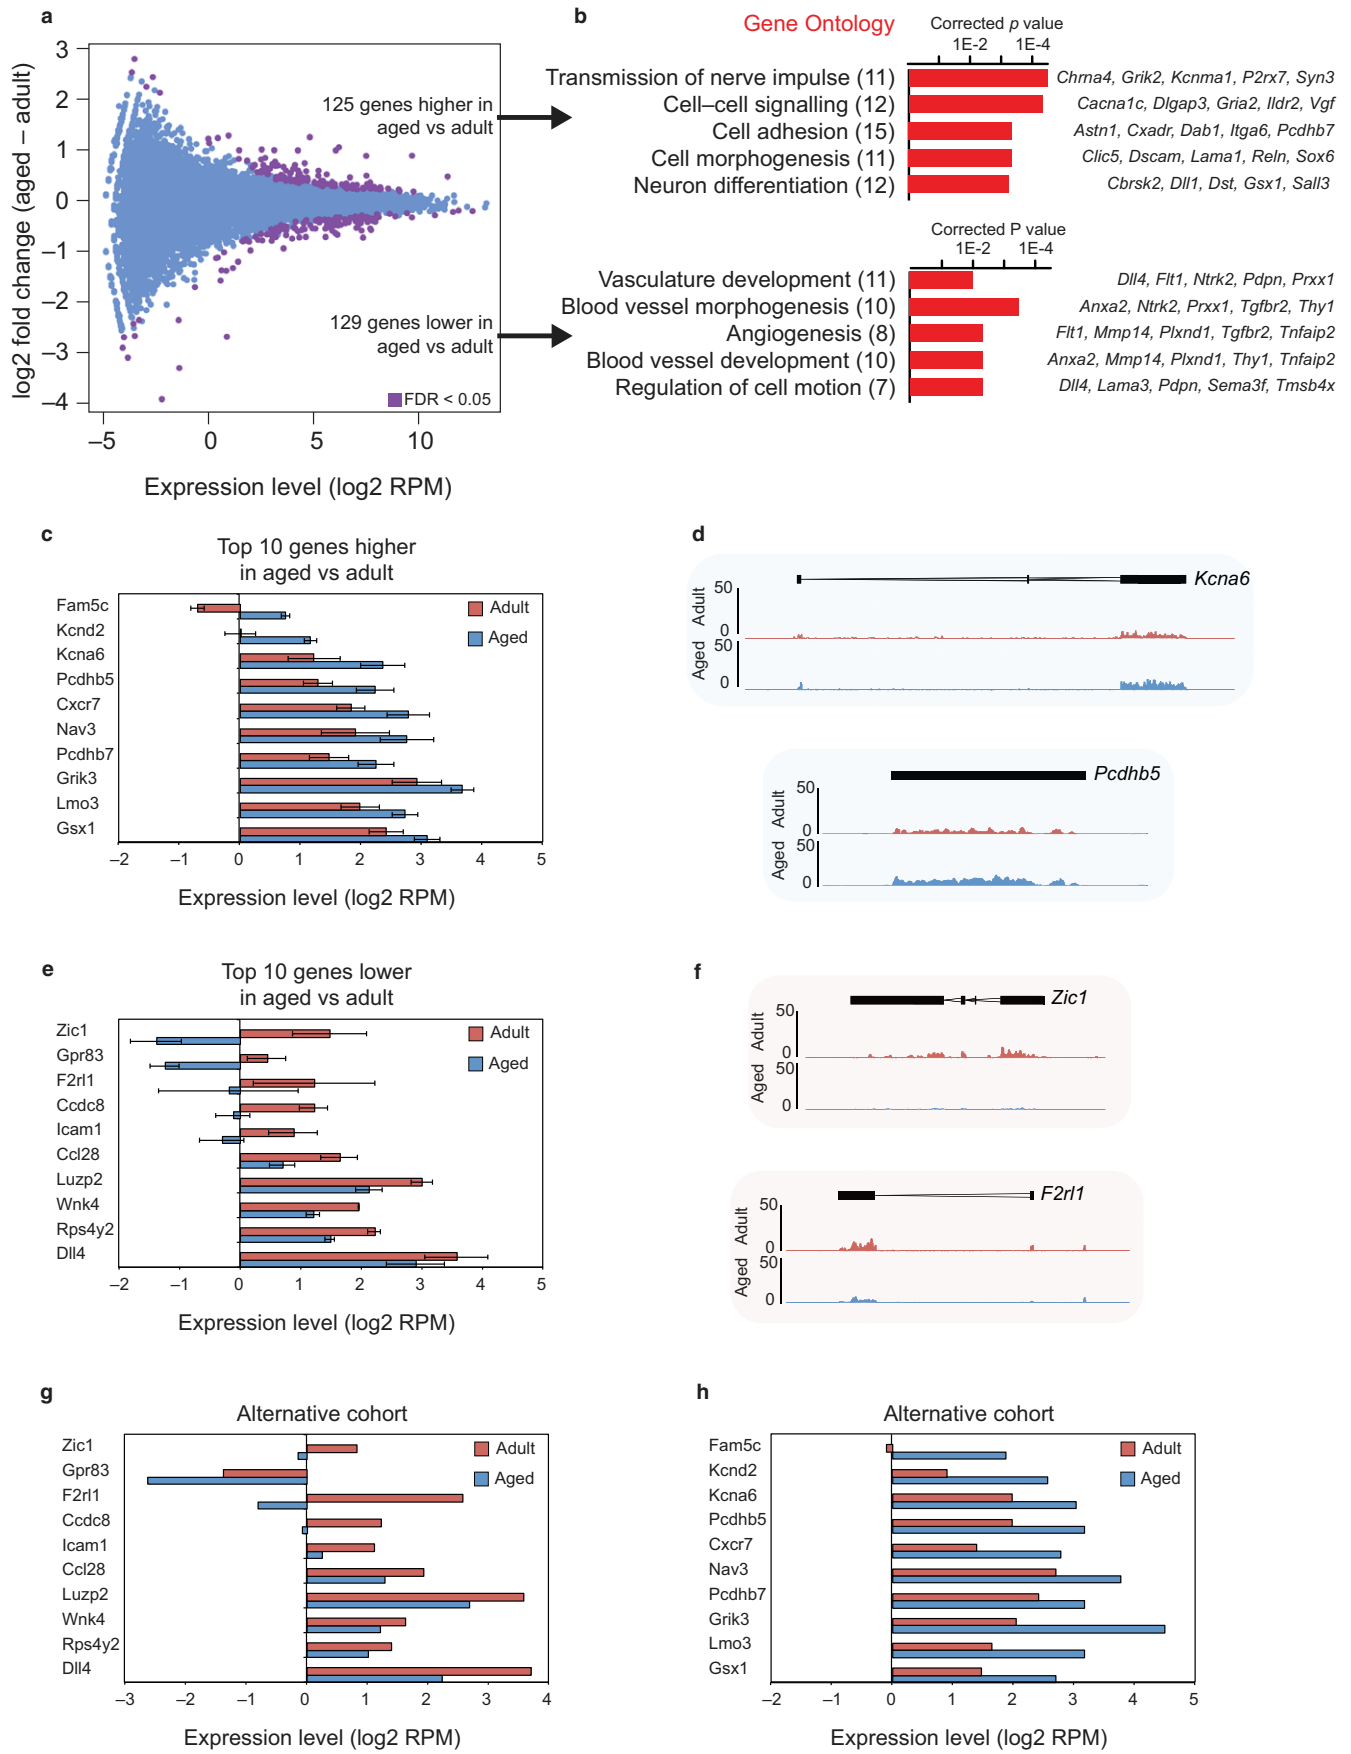 a
log2 fold change (aged – adult)
3
2
1
0
–1
–2
–3
–4
125 genes higher in
aged vs adult
129 genes lower in
aged vs adult
FDR < 0.05
–5
0
5
10
Expression level (log2 RPM)
b
Gene Ontology
Corrected p value
1E-2
1E-4
Transmission of nerve impulse (11)
Chrna4, Grik2, Kcnma1, P2rx7, Syn3
Cell–cell signalling (12)
Cacna1c, Dlgap3, Gria2, Ildr2, Vgf
Cell adhesion (15)
Astn1, Cxadr, Dab1, Itga6, Pcdhb7
Cell morphogenesis (11)
Clic5, Dscam, Lama1, Reln, Sox6
Neuron differentiation (12)
Cbrsk2, Dll1, Dst, Gsx1, Sall3
Corrected P value
1E-2
1E-4
Vasculature development (11)
Dll4, Flt1, Ntrk2, Pdpn, Prxx1
Blood vessel morphogenesis (10)
Anxa2, Ntrk2, Prxx1, Tgfbr2, Thy1
Angiogenesis (8)
Flt1, Mmp14, Plxnd1, Tgfbr2, Tnfaip2
Blood vessel development (10)
Anxa2, Mmp14, Plxnd1, Thy1, Tnfaip2
Regulation of cell motion (7)
Dll4, Lama3, Pdpn, Sema3f, Tmsb4x
c
Top 10 genes higher
in aged vs adult
Fam5c
Kcnd2
Kcna6
Pcdhb5
Cxcr7
Nav3
Pcdhb7
Grik3
Lmo3
Gsx1
Adult
Aged
–2
–1
0
1
2
3
4
5
Expression level (log2 RPM)
d
Kcna6
50
Adult
0
50
Aged
0
Pcdhb5
50
Adult
0
50
Aged
0
e
Top 10 genes lower
in aged vs adult
Zic1
Gpr83
F2rl1
Ccdc8
Icam1
Ccl28
Luzp2
Wnk4
Rps4y2
Dll4
Adult
Aged
–2
–1
0
1
2
3
4
5
Expression level (log2 RPM)
f
Zic1
50
Adult
0
50
Aged
0
F2rl1
50
Adult
0
50
Aged
0
g
Alternative cohort
Zic1
Gpr83
F2rl1
Ccdc8
Icam1
Ccl28
Luzp2
Wnk4
Rps4y2
Dll4
Adult
Aged
–3
–2
–1
0
1
2
3
4
Expression level (log2 RPM)
h
Alternative cohort
Fam5c
Kcnd2
Kcna6
Pcdhb5
Cxcr7
Nav3
Pcdhb7
Grik3
Lmo3
Gsx1
Adult
Aged
–2
–1
0
1
2
3
4
5
Expression level (log2 RPM)